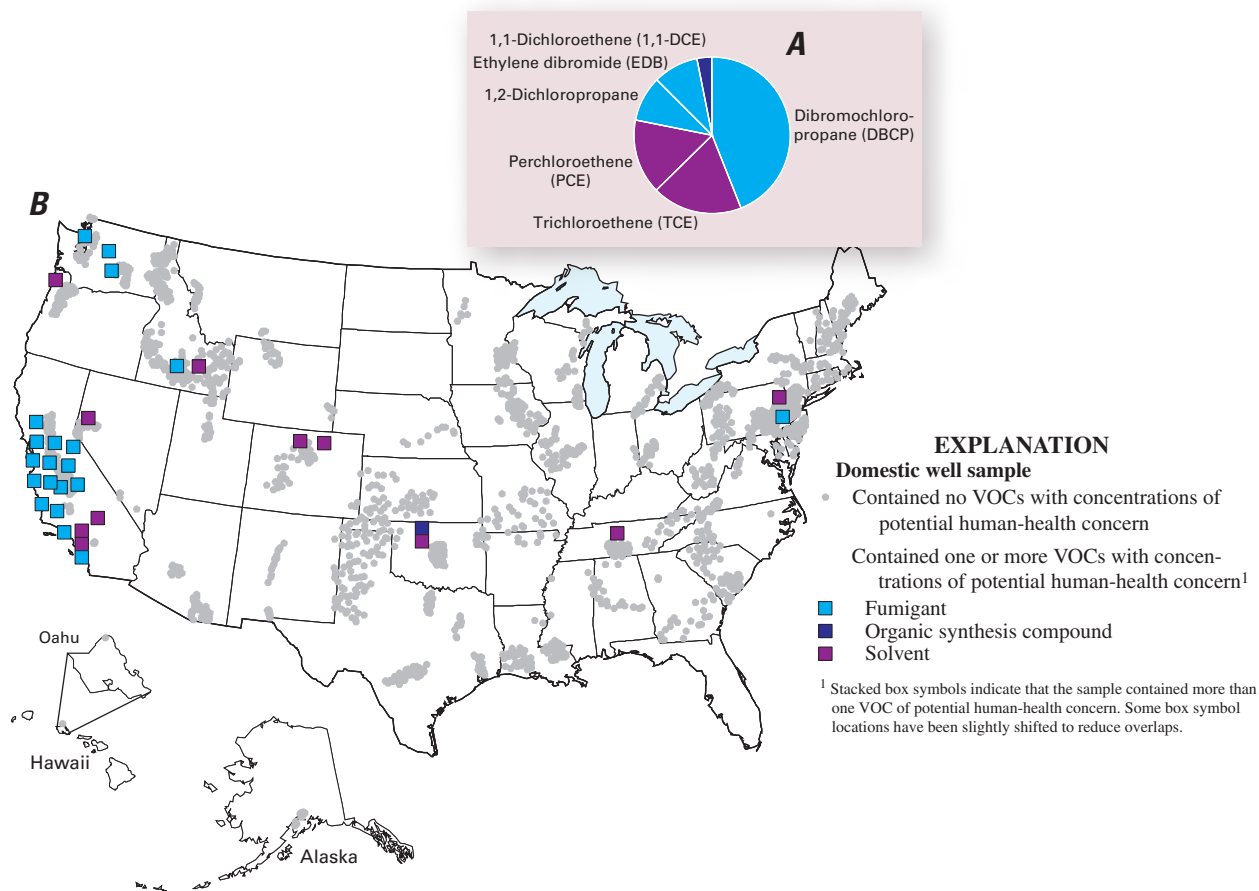 A
1,1-Dichloroethene (1,1-DCE)
Ethylene dibromide (EDB)
1,2-Dichloropropane
Dibromochloro-
propane (DBCP)
Perchloroethene
(PCE)
Trichloroethene (TCE)
B
EXPLANATION
Domestic well sample
Contained no VOCs with concentrations of
potential human-health concern
Contained one or more VOCs with concen-
trations of potential human-health concern1
Fumigant
Organic synthesis compound
Solvent
1 Stacked box symbols indicate that the sample contained more than
one VOC of potential human-health concern. Some box symbol
locations have been slightly shifted to reduce overlaps.
Oahu
Hawaii
Alaska